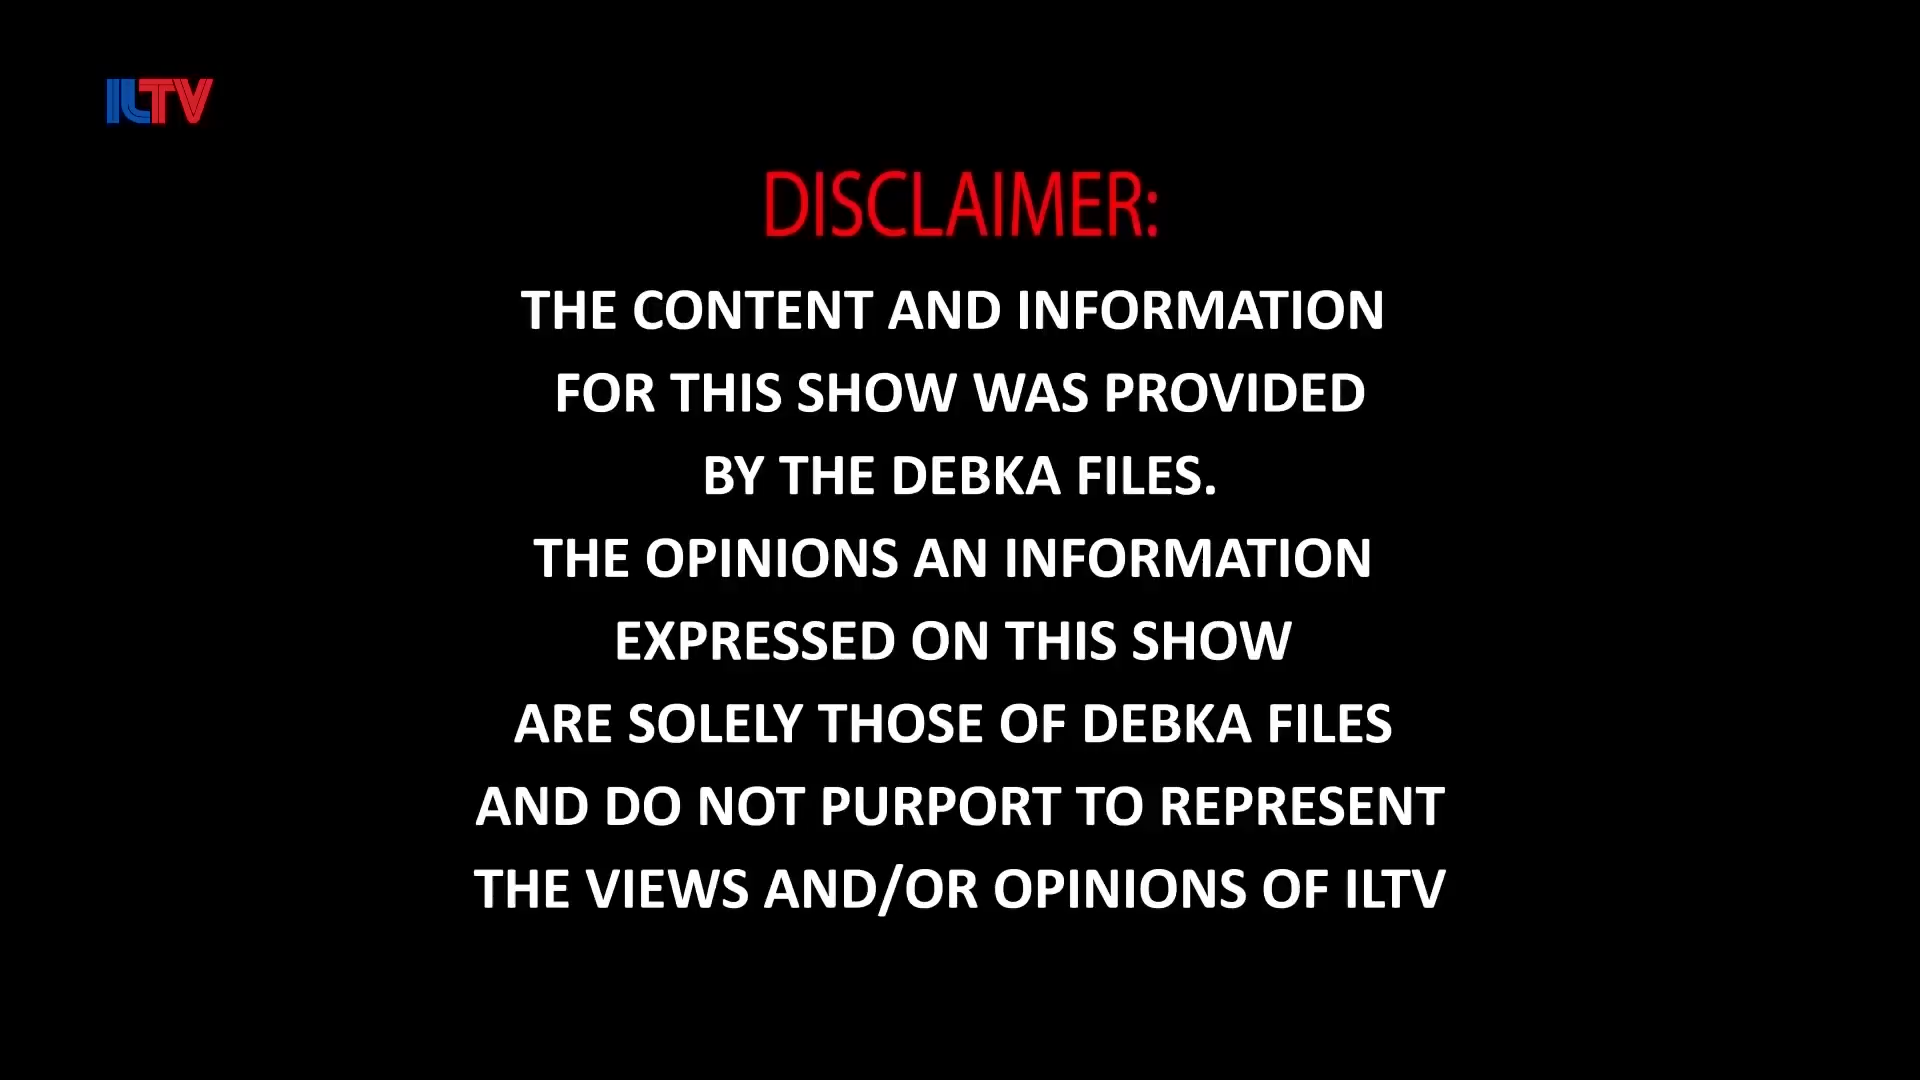 ILTV
DISCLAIMER:
THE CONTENT AND INFORMATION
FOR THIS SHOW WAS PROVIDED
BY THE DEBKA FILES.
THE OPINIONS AN INFORMATION
EXPRESSED ON THIS SHOW
ARE SOLELY THOSE OF DEBKA FILES
AND DO NOT PURPORT TO REPRESENT
THE VIEWS AND/OR OPINIONS OF ILTV